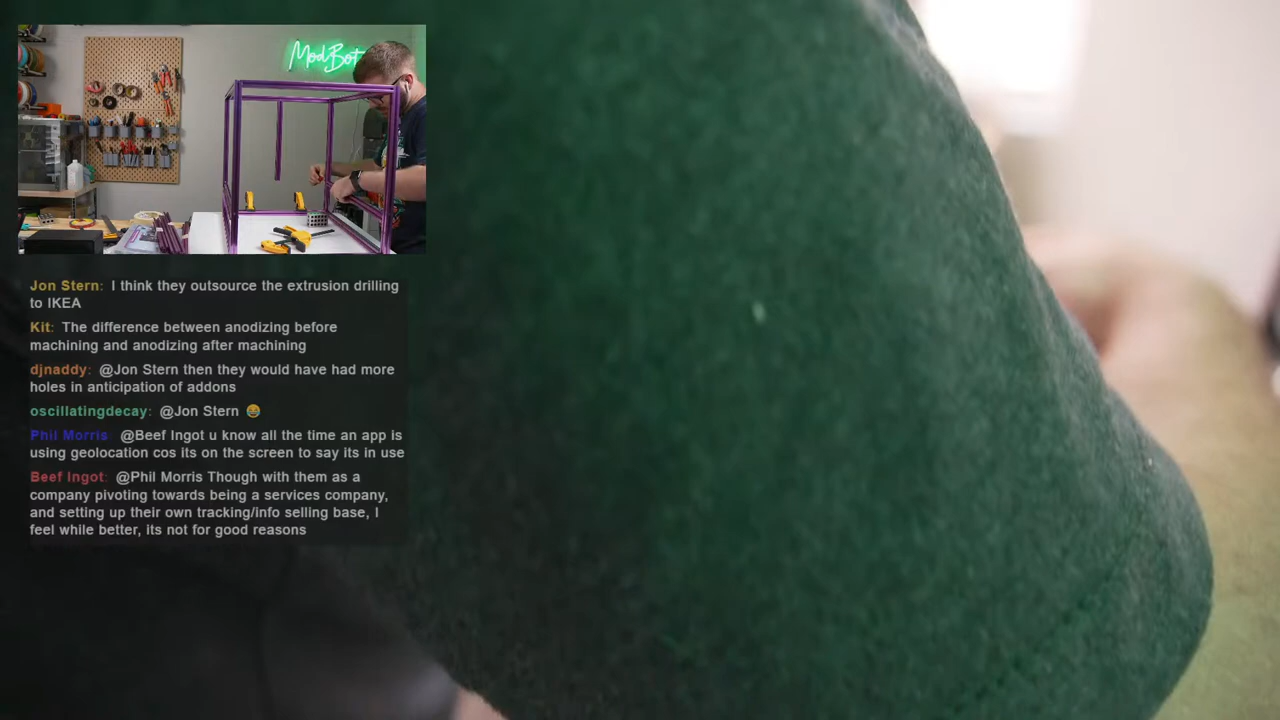 ModBot
Jon Stern: I think they outsource the extrusion drilling
to IKEA
Kit: The difference between anodizing before
machining and anodizing after machining
djnaddy: @Jon Stern then they would have had more
holes in anticipation of addons
oscillatingdecay: @Jon Stern 😂
Phil Morris @Beef Ingot u know all the time an app is
using geolocation cos its on the screen to say its in use
Beef Ingot: @Phil Morris Though with them as a
company pivoting towards being a services company,
and setting up their own tracking/info selling base, I
feel while better, its not for good reasons